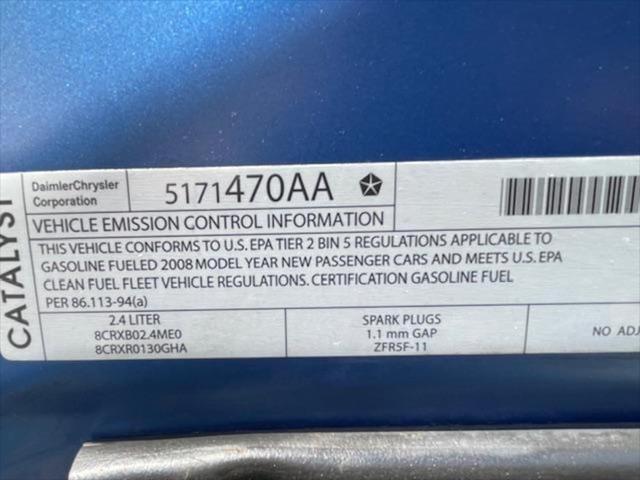 CATALYST
DaimlerChrysler
Corporation
5171470AA
VEHICLE EMISSION CONTROL INFORMATION
THIS VEHICLE CONFORMS TO U.S. EPA TIER 2 BIN 5 REGULATIONS APPLICABLE TO
GASOLINE FUELED 2008 MODEL YEAR NEW PASSENGER CARS AND MEETS U.S. EPA
CLEAN FUEL FLEET VEHICLE REGULATIONS. CERTIFICATION GASOLINE FUEL
PER 86.113-94(a)
2.4 LITER
8CRXB02.4ME0
8CRXR0130GHA
SPARK PLUGS
1.1 mm GAP
ZFR5F-11
NO ADJ